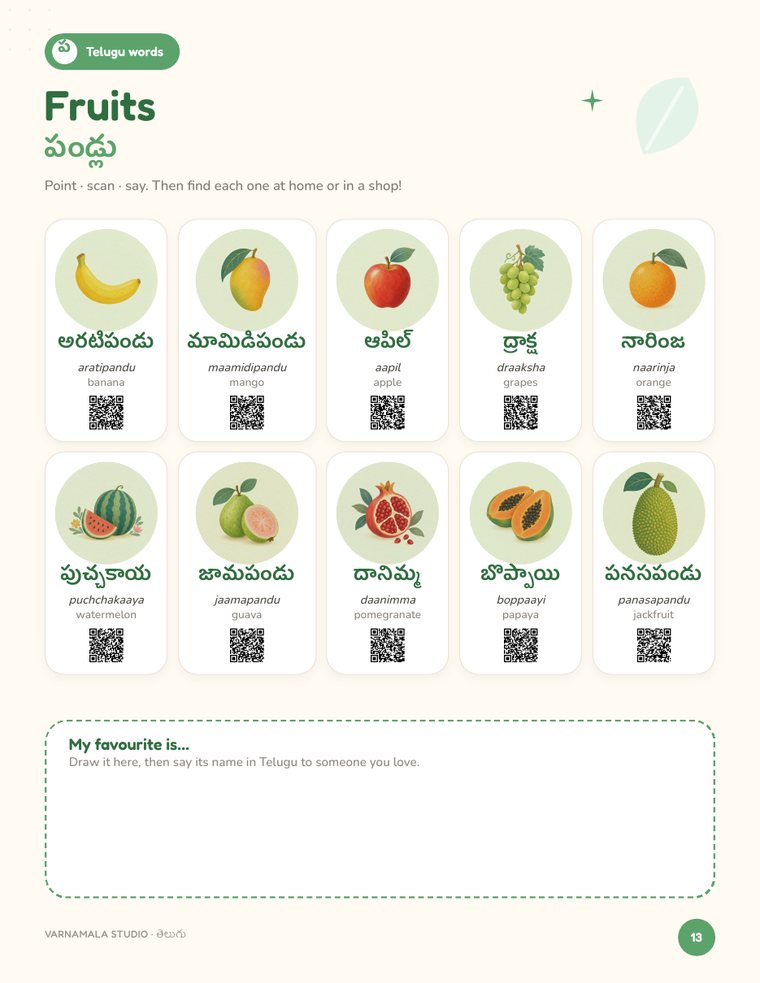 ప Telugu words
Fruits
పండ్లు
Point · scan · say. Then find each one at home or in a shop!
అరటిపండు
aratipandu
banana
మామిడిపండు
maamidipandu
mango
ఆపిల్
aapil
apple
ద్రాక్ష
draaksha
grapes
నారింజ
naarinja
orange
పుచ్చకాయ
puchchakaaya
watermelon
జామపండు
jaamapandu
guava
దానిమ్మ
daanimma
pomegranate
బొప్పాయి
boppaayi
papaya
పనసపండు
panasapandu
jackfruit
My favourite is...
Draw it here, then say its name in Telugu to someone you love.
VARNAMALA STUDIO · తెలుగు
13